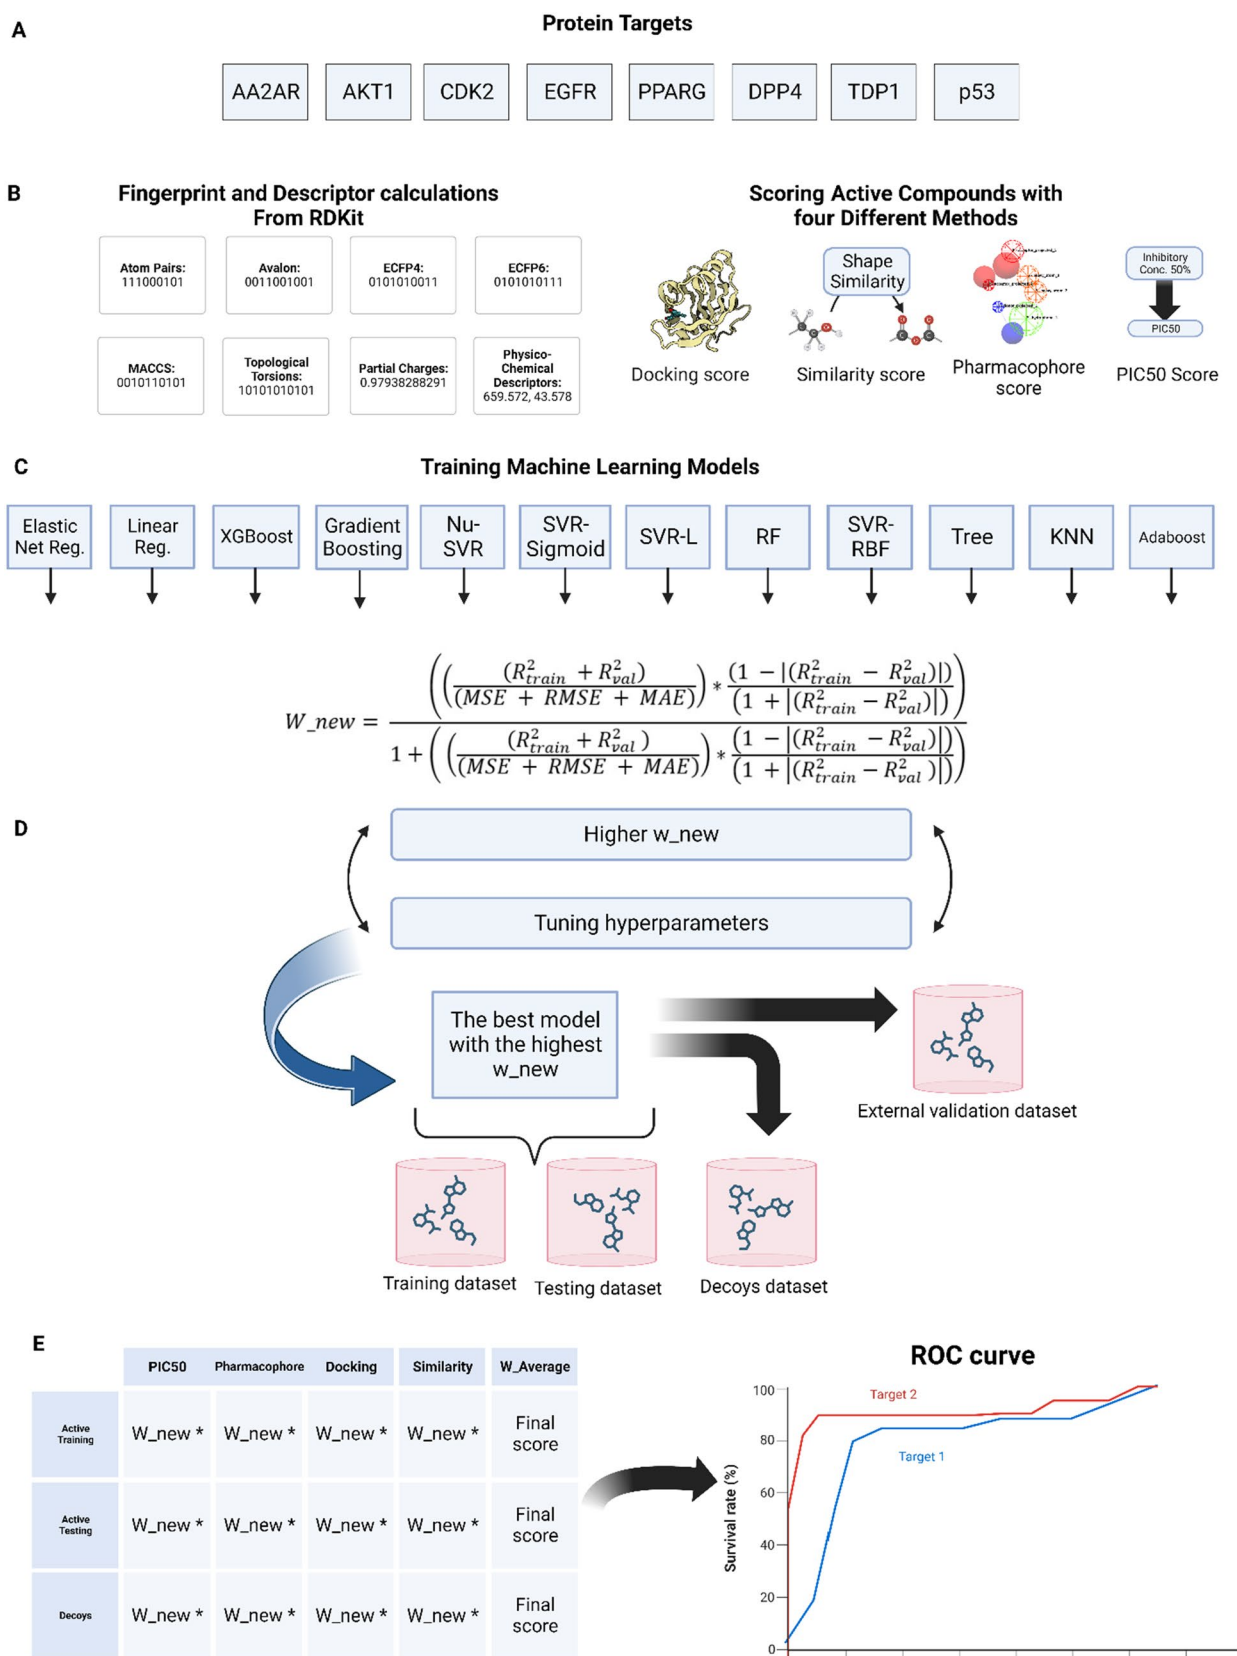 A
Protein Targets
AA2AR AKT1 CDK2 EGFR PPARG DPP4 TDP1 p53
B
Fingerprint and Descriptor calculations
From RDKit
Atom Pairs:
111000101
Avalon:
0011001001
ECFP4:
0101010011
ECFP6:
0101010111
MACCS:
0010110101
Topological
Torsions:
10101010101
Partial Charges:
0.97938288291
Physico-
Chemical
Descriptors:
659.572, 43.578
Scoring Active Compounds with
four Different Methods
Docking score
Shape
Similarity
Similarity score
Pharmacophore
score
Inhibitory
Conc. 50%
PIC50
PIC50 Score
C
Training Machine Learning Models
Elastic
Net Reg.
Linear
Reg.
XGBoost
Gradient
Boosting
Nu-
SVR
SVR-
Sigmoid
SVR-L
RF
SVR-
RBF
Tree
KNN
Adaboost
W_new = (((R²train + R²val) / (MSE + RMSE + MAE)) * (1 − |(R²train − R²val)|) / (1 + |(R²train − R²val)|))
1 + (((R²train + R²val) / (MSE + RMSE + MAE)) * (1 − |(R²train − R²val)|) / (1 + |(R²train − R²val)|))
D
Higher w_new
Tuning hyperparameters
The best model
with the highest
w_new
External validation dataset
Training dataset
Testing dataset
Decoys dataset
E
PIC50 Pharmacophore Docking Similarity W_Average
Active
Training
W_new * W_new * W_new * W_new *
Final
score
Active
Testing
W_new * W_new * W_new * W_new *
Final
score
Decoys
W_new * W_new * W_new * W_new *
Final
score
ROC curve
Survival rate (%)
100
80
60
40
20
0
Target 2
Target 1